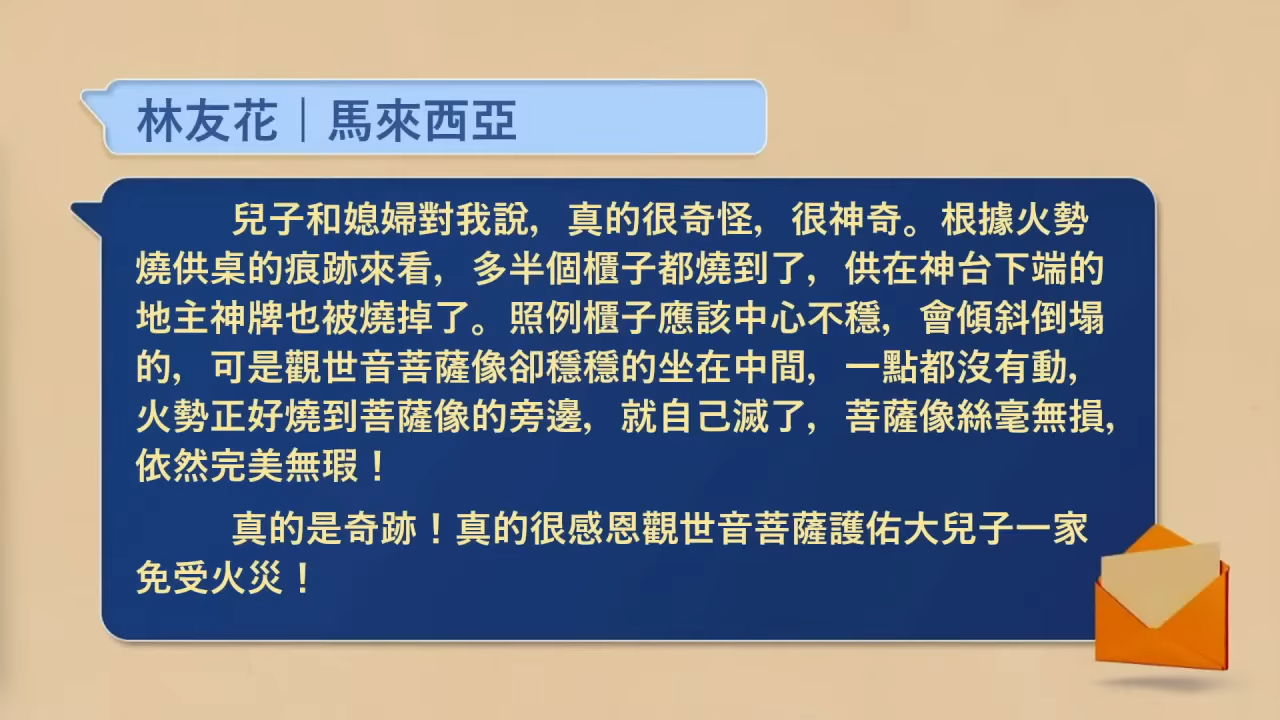 林友花｜馬來西亞
兒子和媳婦對我說，真的很奇怪，很神奇。根據火勢
燒供桌的痕跡來看，多半個櫃子都燒到了，供在神台下端的
地主神牌也被燒掉了。照例櫃子應該中心不穩，會傾斜倒塌
的，可是觀世音菩薩像卻穩穩的坐在中間，一點都沒有動，
火勢正好燒到菩薩像的旁邊，就自己滅了，菩薩像絲毫無損，
依然完美無瑕！
真的是奇跡！真的很感恩觀世音菩薩護佑大兒子一家
免受火災！